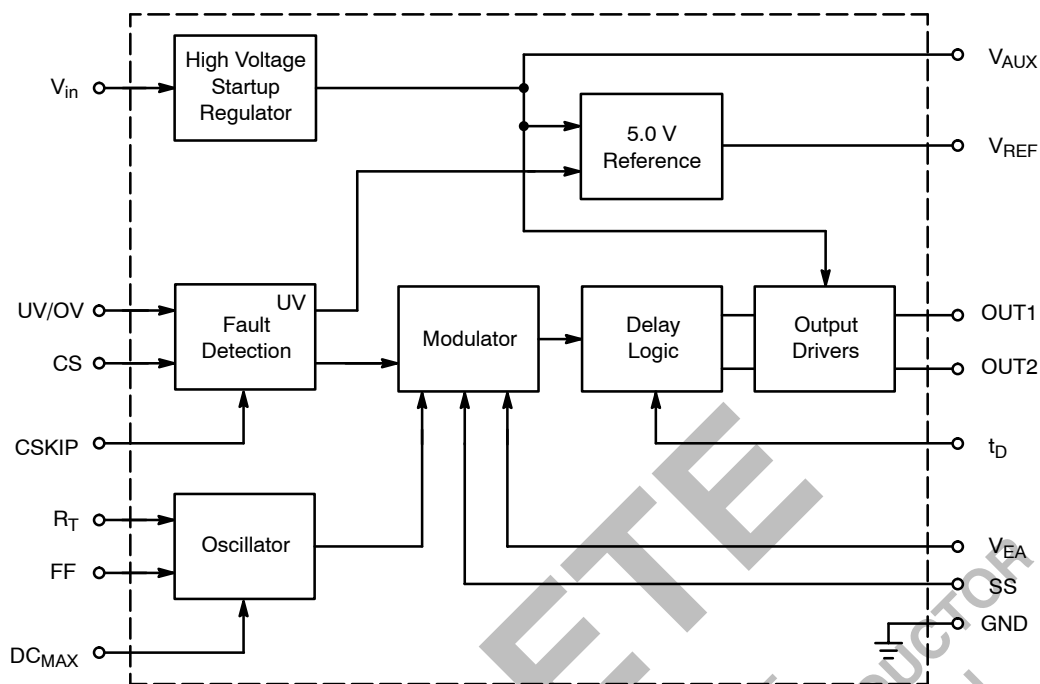 High Voltage
Startup
Regulator
V_in
V_AUX
5.0 V
Reference
V_REF
UV/OV
CS
UV
Fault
Detection
CSKIP
Modulator
Delay
Logic
Output
Drivers
OUT1
OUT2
t_D
R_T
FF
Oscillator
DC_MAX
V_EA
SS
GND
ETE